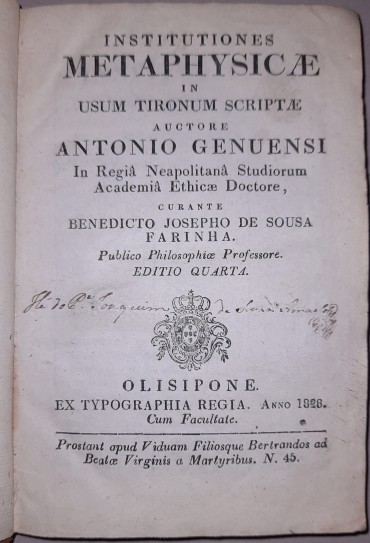 INSTITUTIONES
METAPHYSICÆ
IN
USUM TIRONUM SCRIPTÆ
AUCTORE
ANTONIO GENUENSI
In Regiâ Neapolitanâ Studiorum
Academiâ Ethicæ Doctore,
CURANTE
BENEDICTO JOSEPHO DE SOUSA
FARINHA.
Publico Philosophiæ Professore.
EDITIO QUARTA.
Joaquim de
OLISIPONE.
EX TYPOGRAPHIA REGIA. ANNO 1828.
Cum Facultate.
Prostant apud Viduam Filiosque Bertrandos ad
Beatæ Virginis a Martyribus. N. 45.